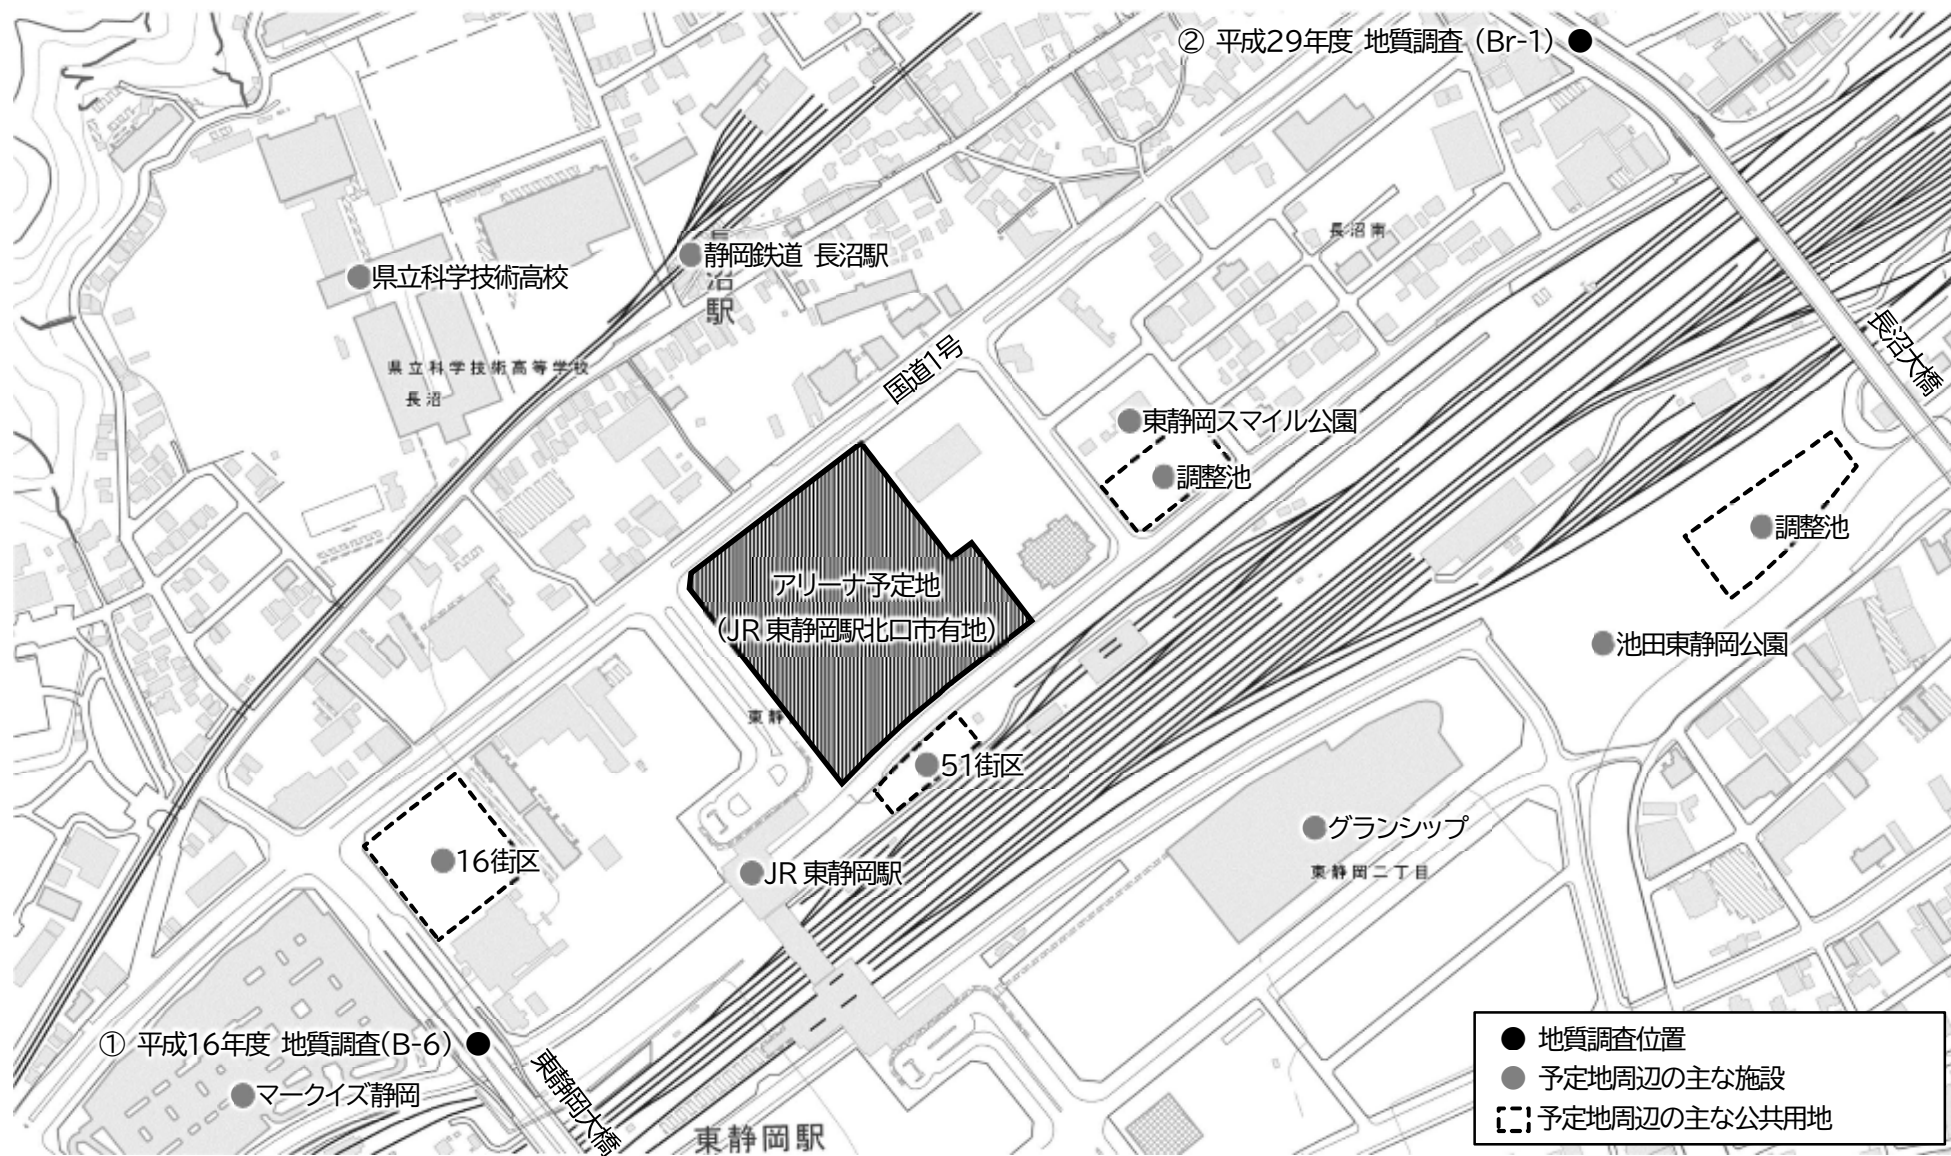 ② 平成29年度 地質調査 (Br-1)
長沼南
静岡鉄道 長沼駅
沼駅
県立科学技術高校
県立科学技術高等学校
長沼
国道1号
長沼大橋
東静岡スマイル公園
調整池
調整池
アリーナ予定地
(JR 東静岡駅北口市有地)
池田東静岡公園
東静
51街区
グランシップ
16街区
JR 東静岡駅
東静岡二丁目
① 平成16年度 地質調査(B-6)
マークイズ静岡
東静岡大橋
東静岡駅
地質調査位置
予定地周辺の主な施設
予定地周辺の主な公共用地